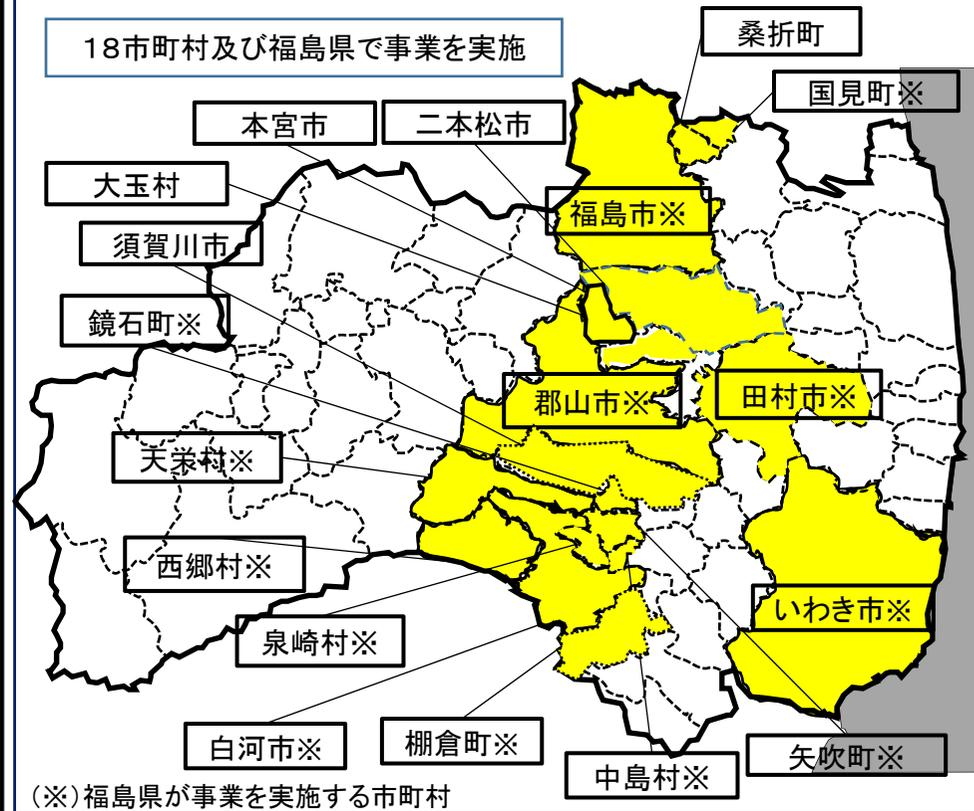 18市町村及び福島県で事業を実施
桑折町
国見町※
本宮市
二本松市
大玉村
福島市※
須賀川市
鏡石町※
郡山市※
田村市※
天栄村※
西郷村※
いわき市※
泉崎村※
白河市※
棚倉町※
中島村※
矢吹町※
(※)福島県が事業を実施する市町村